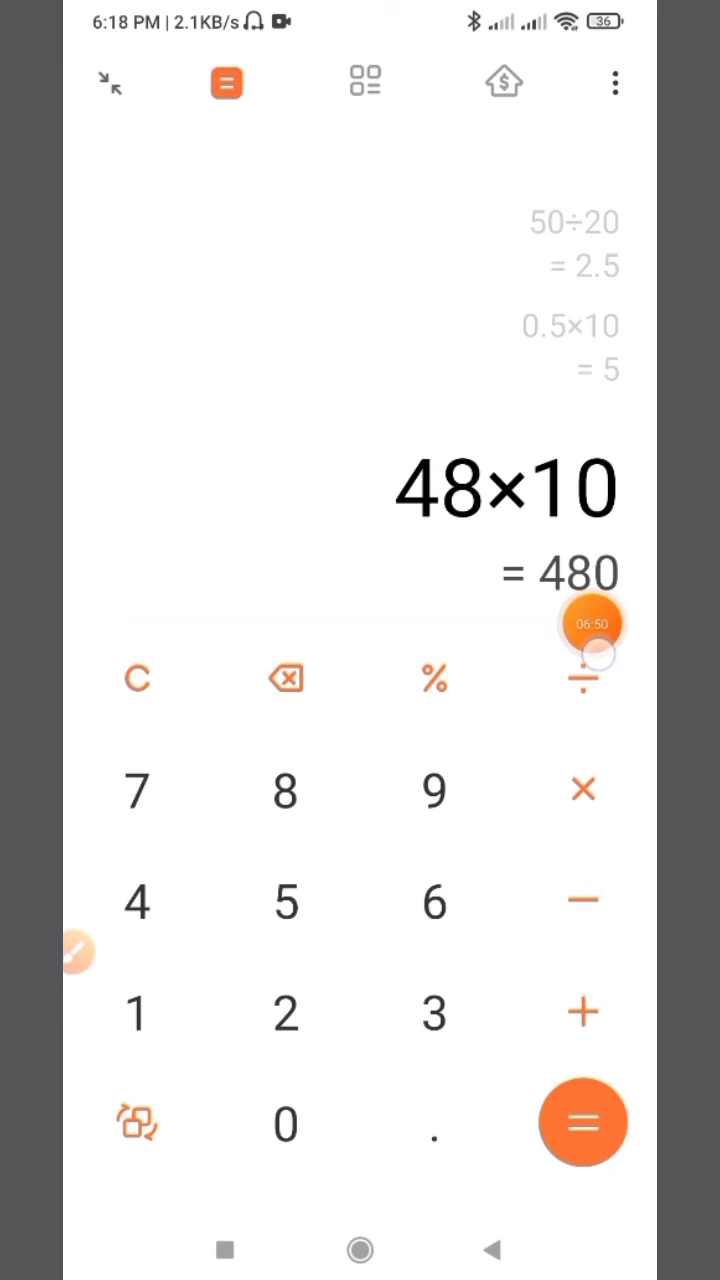 6:18 PM | 2.1KB/s
36
50÷20
= 2.5
0.5×10
= 5
48×10
= 480
06:50
C % ÷
7 8 9 ×
4 5 6 −
1 2 3 +
0 . =